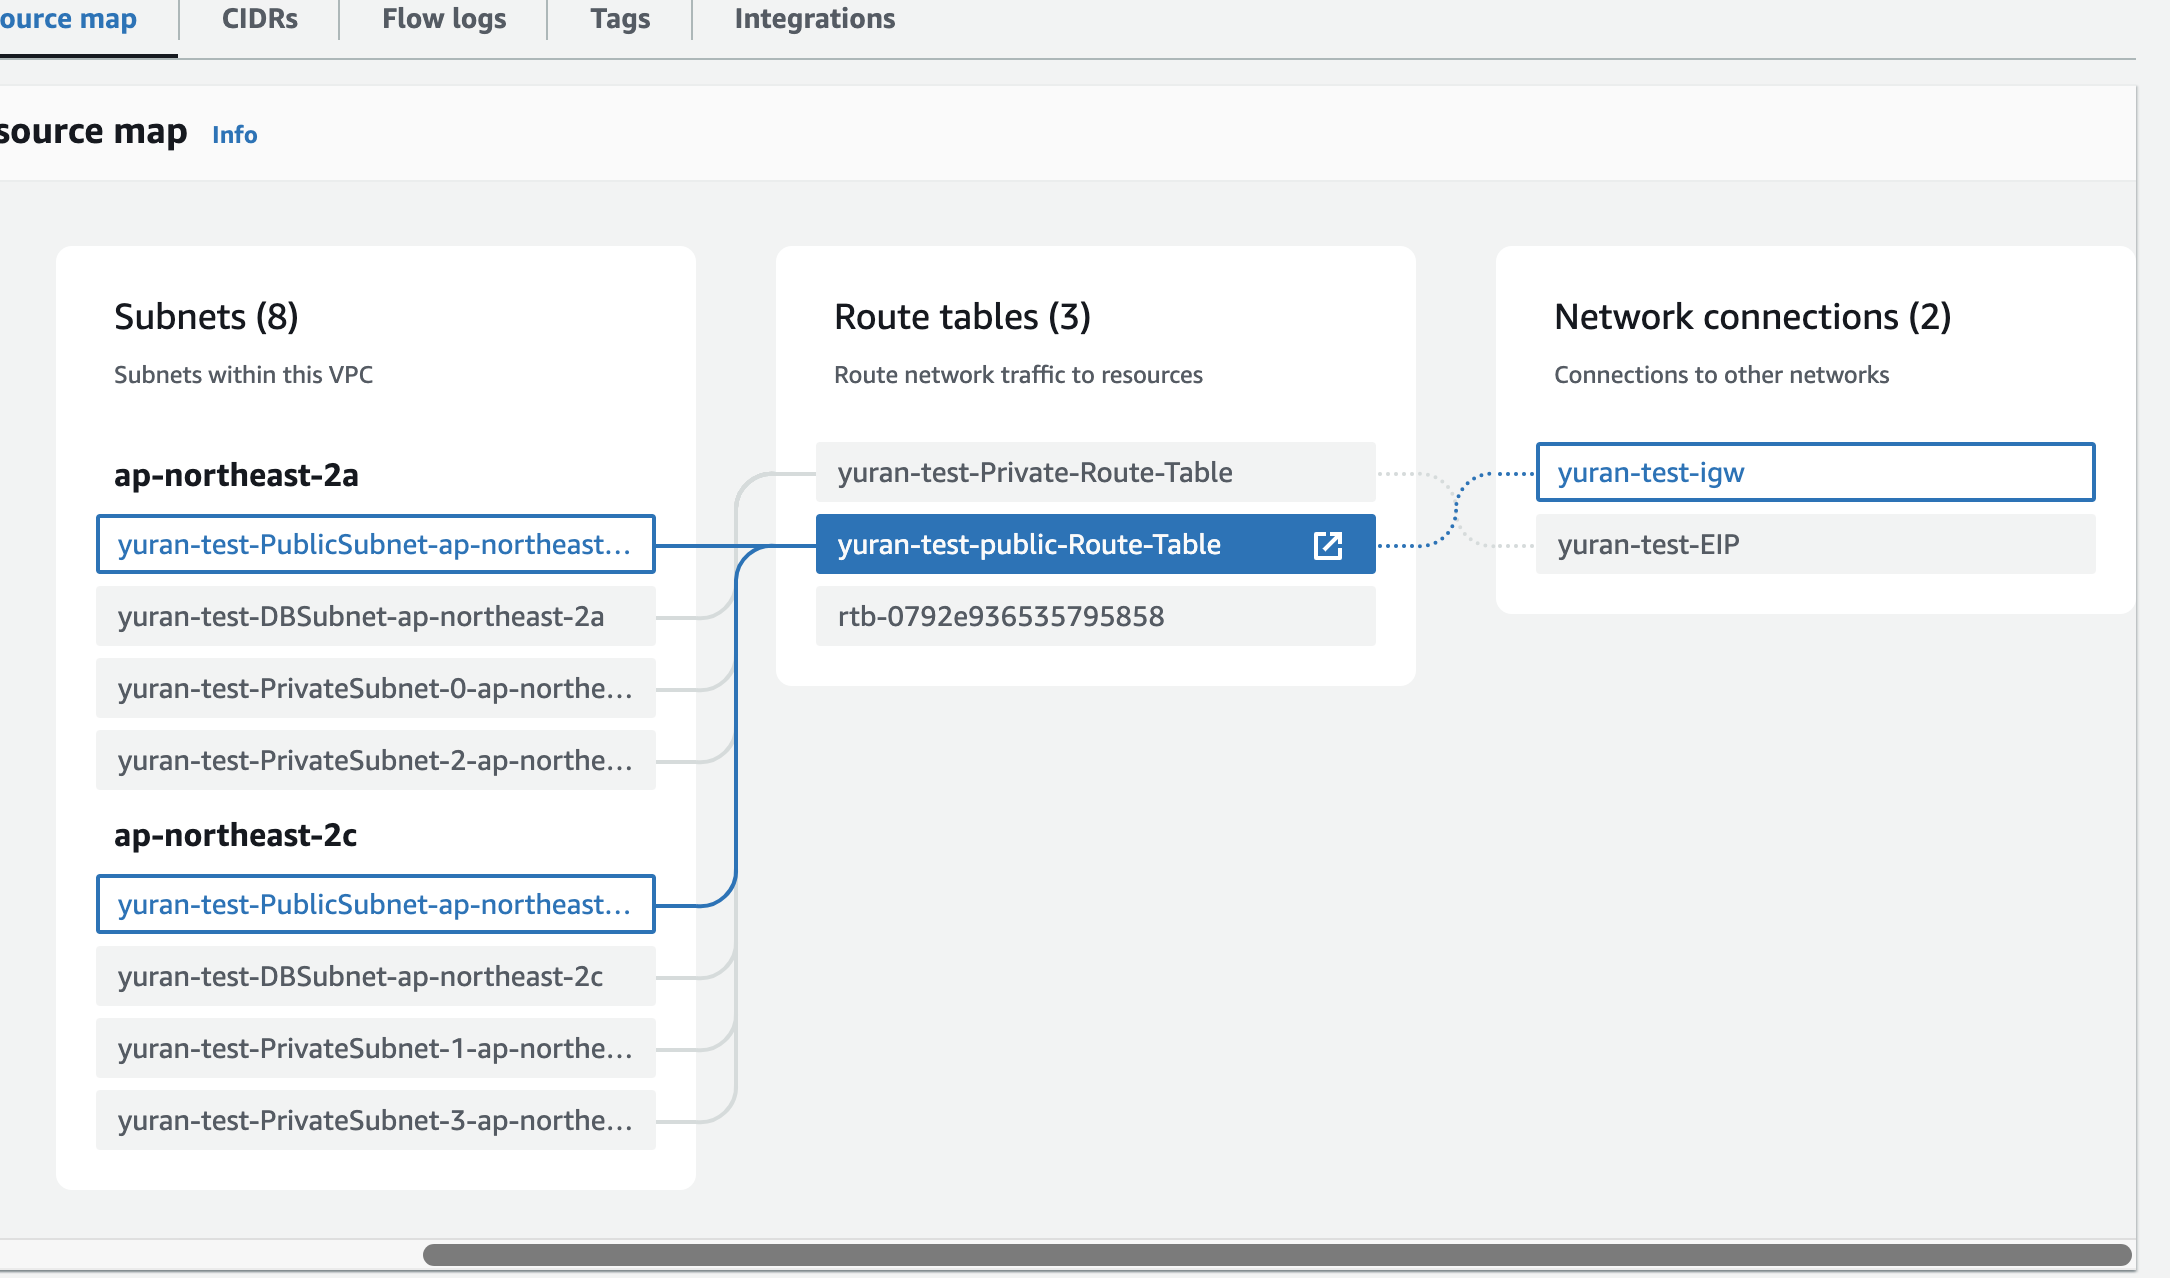 ource map
CIDRs
Flow logs
Tags
Integrations
source map
Info
Subnets (8)
Subnets within this VPC
ap-northeast-2a
yuran-test-PublicSubnet-ap-northeast...
yuran-test-DBSubnet-ap-northeast-2a
yuran-test-PrivateSubnet-0-ap-northe...
yuran-test-PrivateSubnet-2-ap-northe...
ap-northeast-2c
yuran-test-PublicSubnet-ap-northeast...
yuran-test-DBSubnet-ap-northeast-2c
yuran-test-PrivateSubnet-1-ap-northe...
yuran-test-PrivateSubnet-3-ap-northe...
Route tables (3)
Route network traffic to resources
yuran-test-Private-Route-Table
yuran-test-public-Route-Table
rtb-0792e936535795858
Network connections (2)
Connections to other networks
yuran-test-igw
yuran-test-EIP